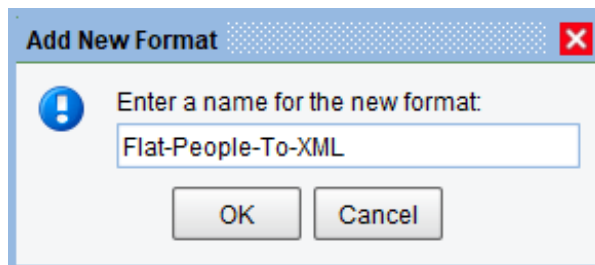 Add New Format
Enter a name for the new format:
Flat-People-To-XML
OK Cancel